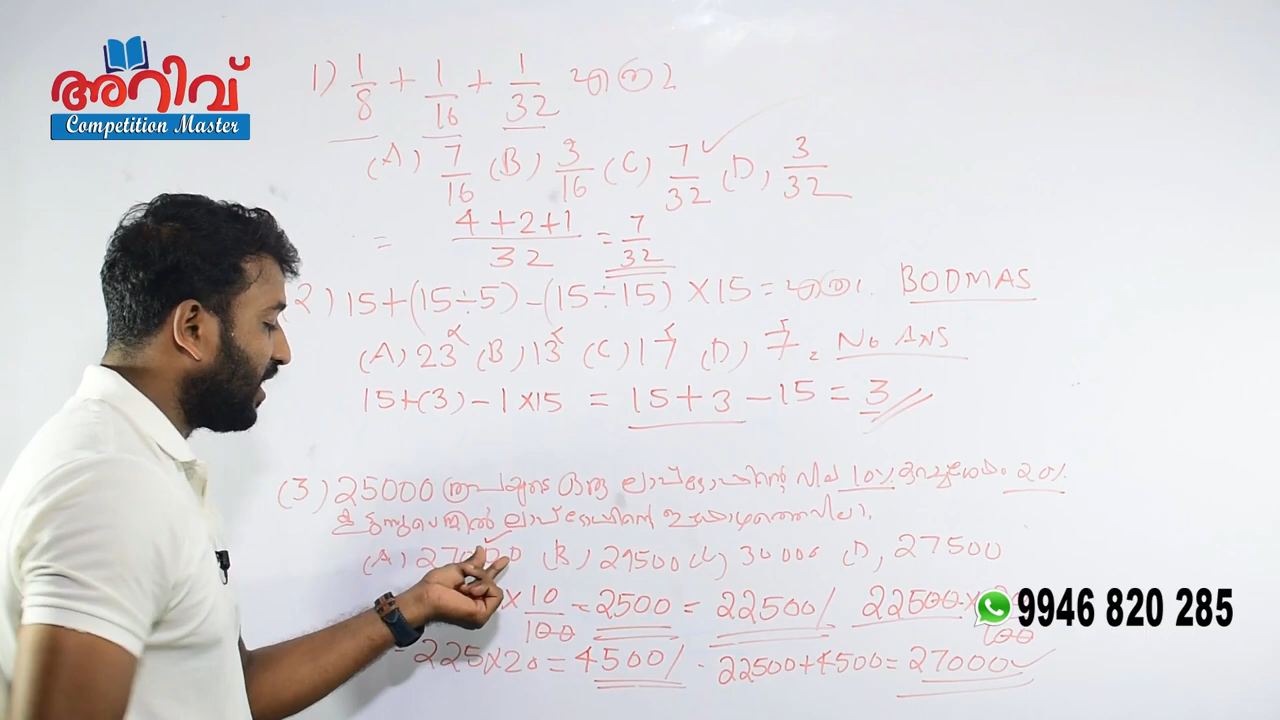 അറിവ്
Competition Master
1) 1/8 + 1/16 + 1/32 എത്ര?
(A) 7/16 (B) 3/16 (C) 7/32 ✓ (D) 3/32
= 4+2+1/32 = 7/32
2) 15+(15÷5)-(15÷15)×15 = എത്ര. BODMAS
(A) 23 (B) 13 (C) 17 (D) 7. No Ans
15+(3)-1×15 = 15+3-15 = 3
(3) 25000 രൂപയുടെ ഒരു ലാപ്ടോപിന്റെ വില 10% കുറച്ചശേഷം 20%
കൂട്ടുന്നുവെങ്കിൽ ലാപ്ടോപിന്റെ ഇപ്പോഴത്തെ വില.
(A) 27000 (B) 29500 (C) 30000 (D) 27500
× 10/100 = 2500 = 22500/ 22500 ×
100
225×20 = 4500/. 22500+4500 = 27000 ✓
9946 820 285